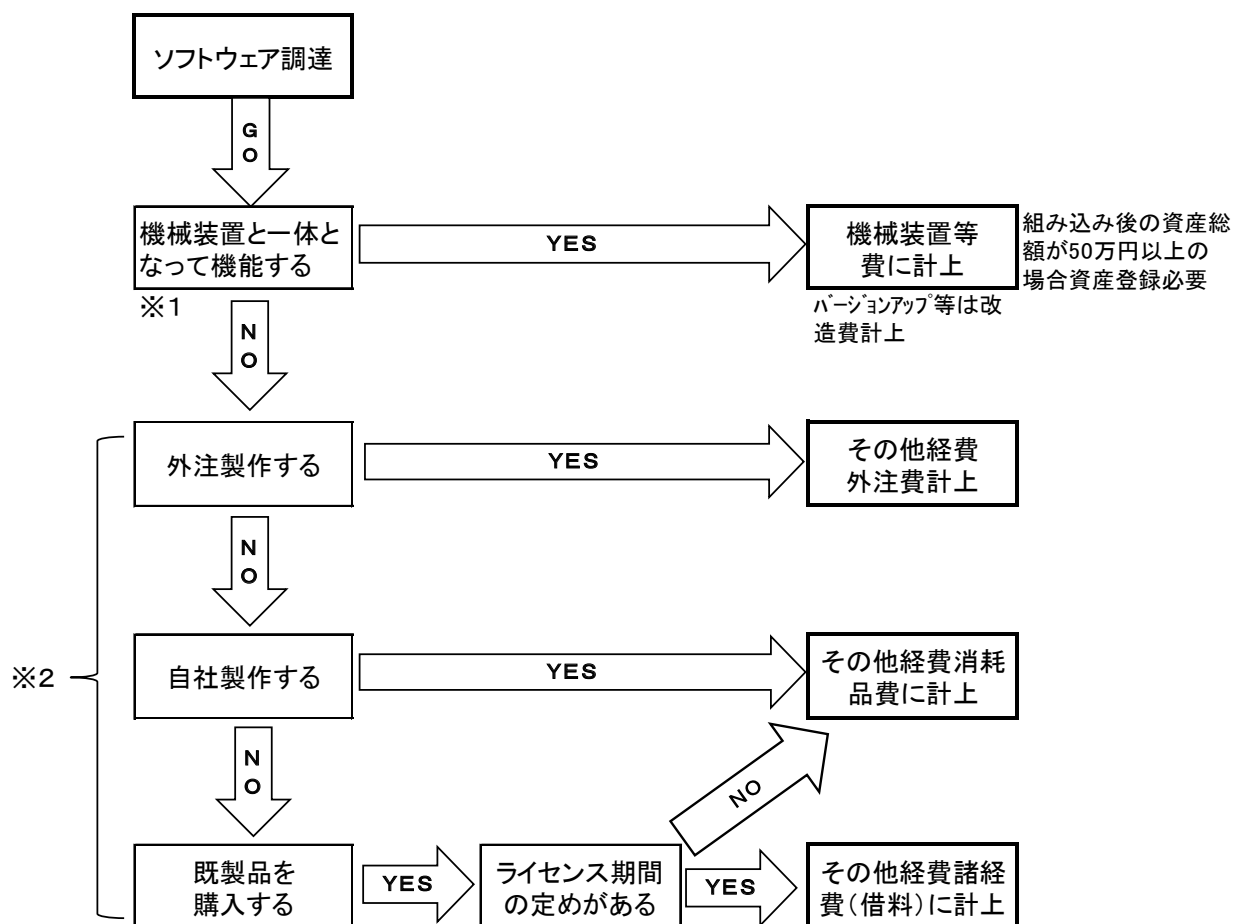 ソフトウェア調達
G
O
機械装置と一体と
なって機能する
YES
機械装置等
費に計上
組み込み後の資産総
額が50万円以上の
場合資産登録必要
※1
バージョンアップ等は改
造費計上
N
O
外注製作する
YES
その他経費
外注費計上
N
O
※2
自社製作する
YES
その他経費消耗
品費に計上
N
O
NO
既製品を
購入する
YES
ライセンス期間
の定めがある
YES
その他経費諸経
費(借料)に計上